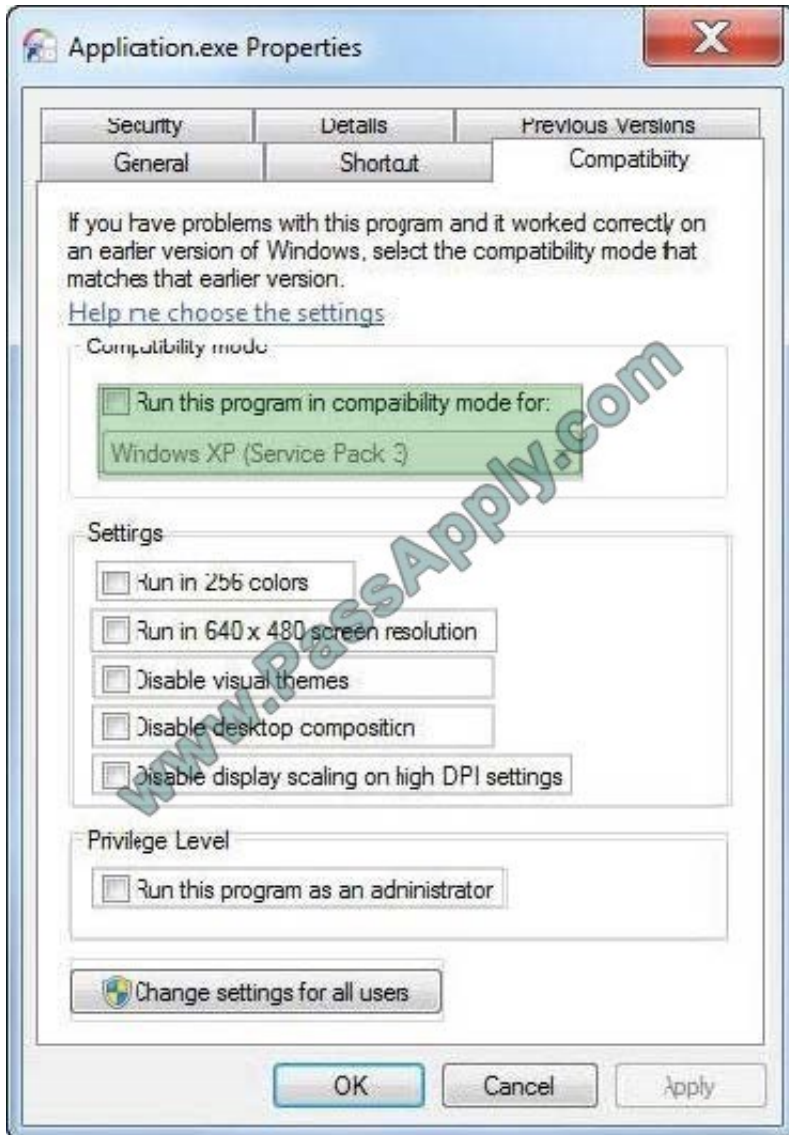 Application.exe Properties
X
Security Details Previous Versions
General Shortcut Compatibility
If you have problems with this program and it worked correctly on
an earlier version of Windows, select the compatibility mode that
matches that earlier version.
Help me choose the settings
Compatibility mode
Run this program in compatibility mode for:
Windows XP (Service Pack 3)
Settings
Run in 256 colors
Run in 640 x 480 screen resolution
Disable visual themes
Disable desktop composition
Disable display scaling on high DPI settings
Privilege Level
Run this program as an administrator
Change settings for all users
OK Cancel Apply
www.PassApply.com